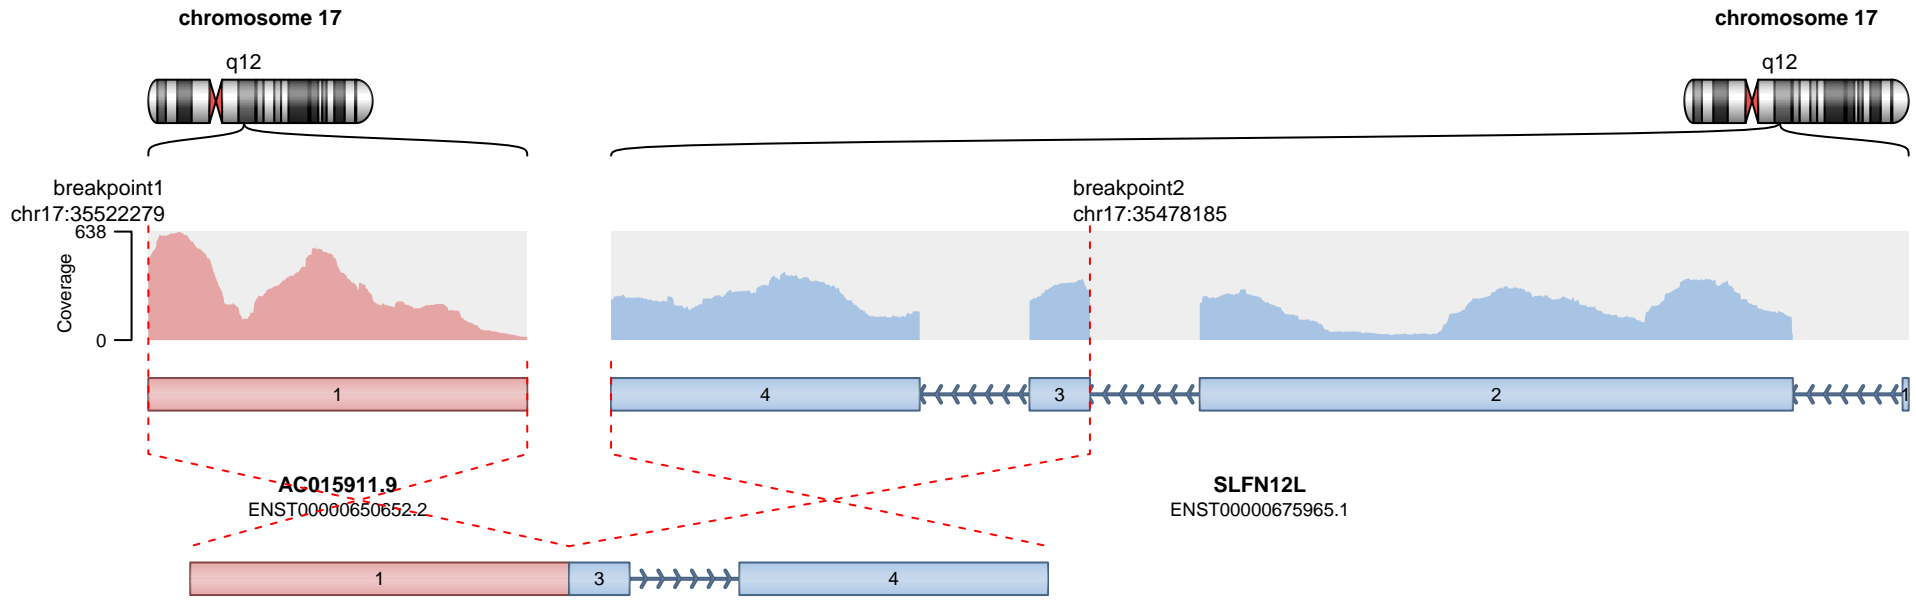 chromosome 17
chromosome 17
q12
q12
breakpoint1
chr17:35522279
breakpoint2
chr17:35478185
638
Coverage
0
1
4
3
2
1
AC015911.9
ENST00000650652.2
SLFN12L
ENST00000675965.1
1
3
4